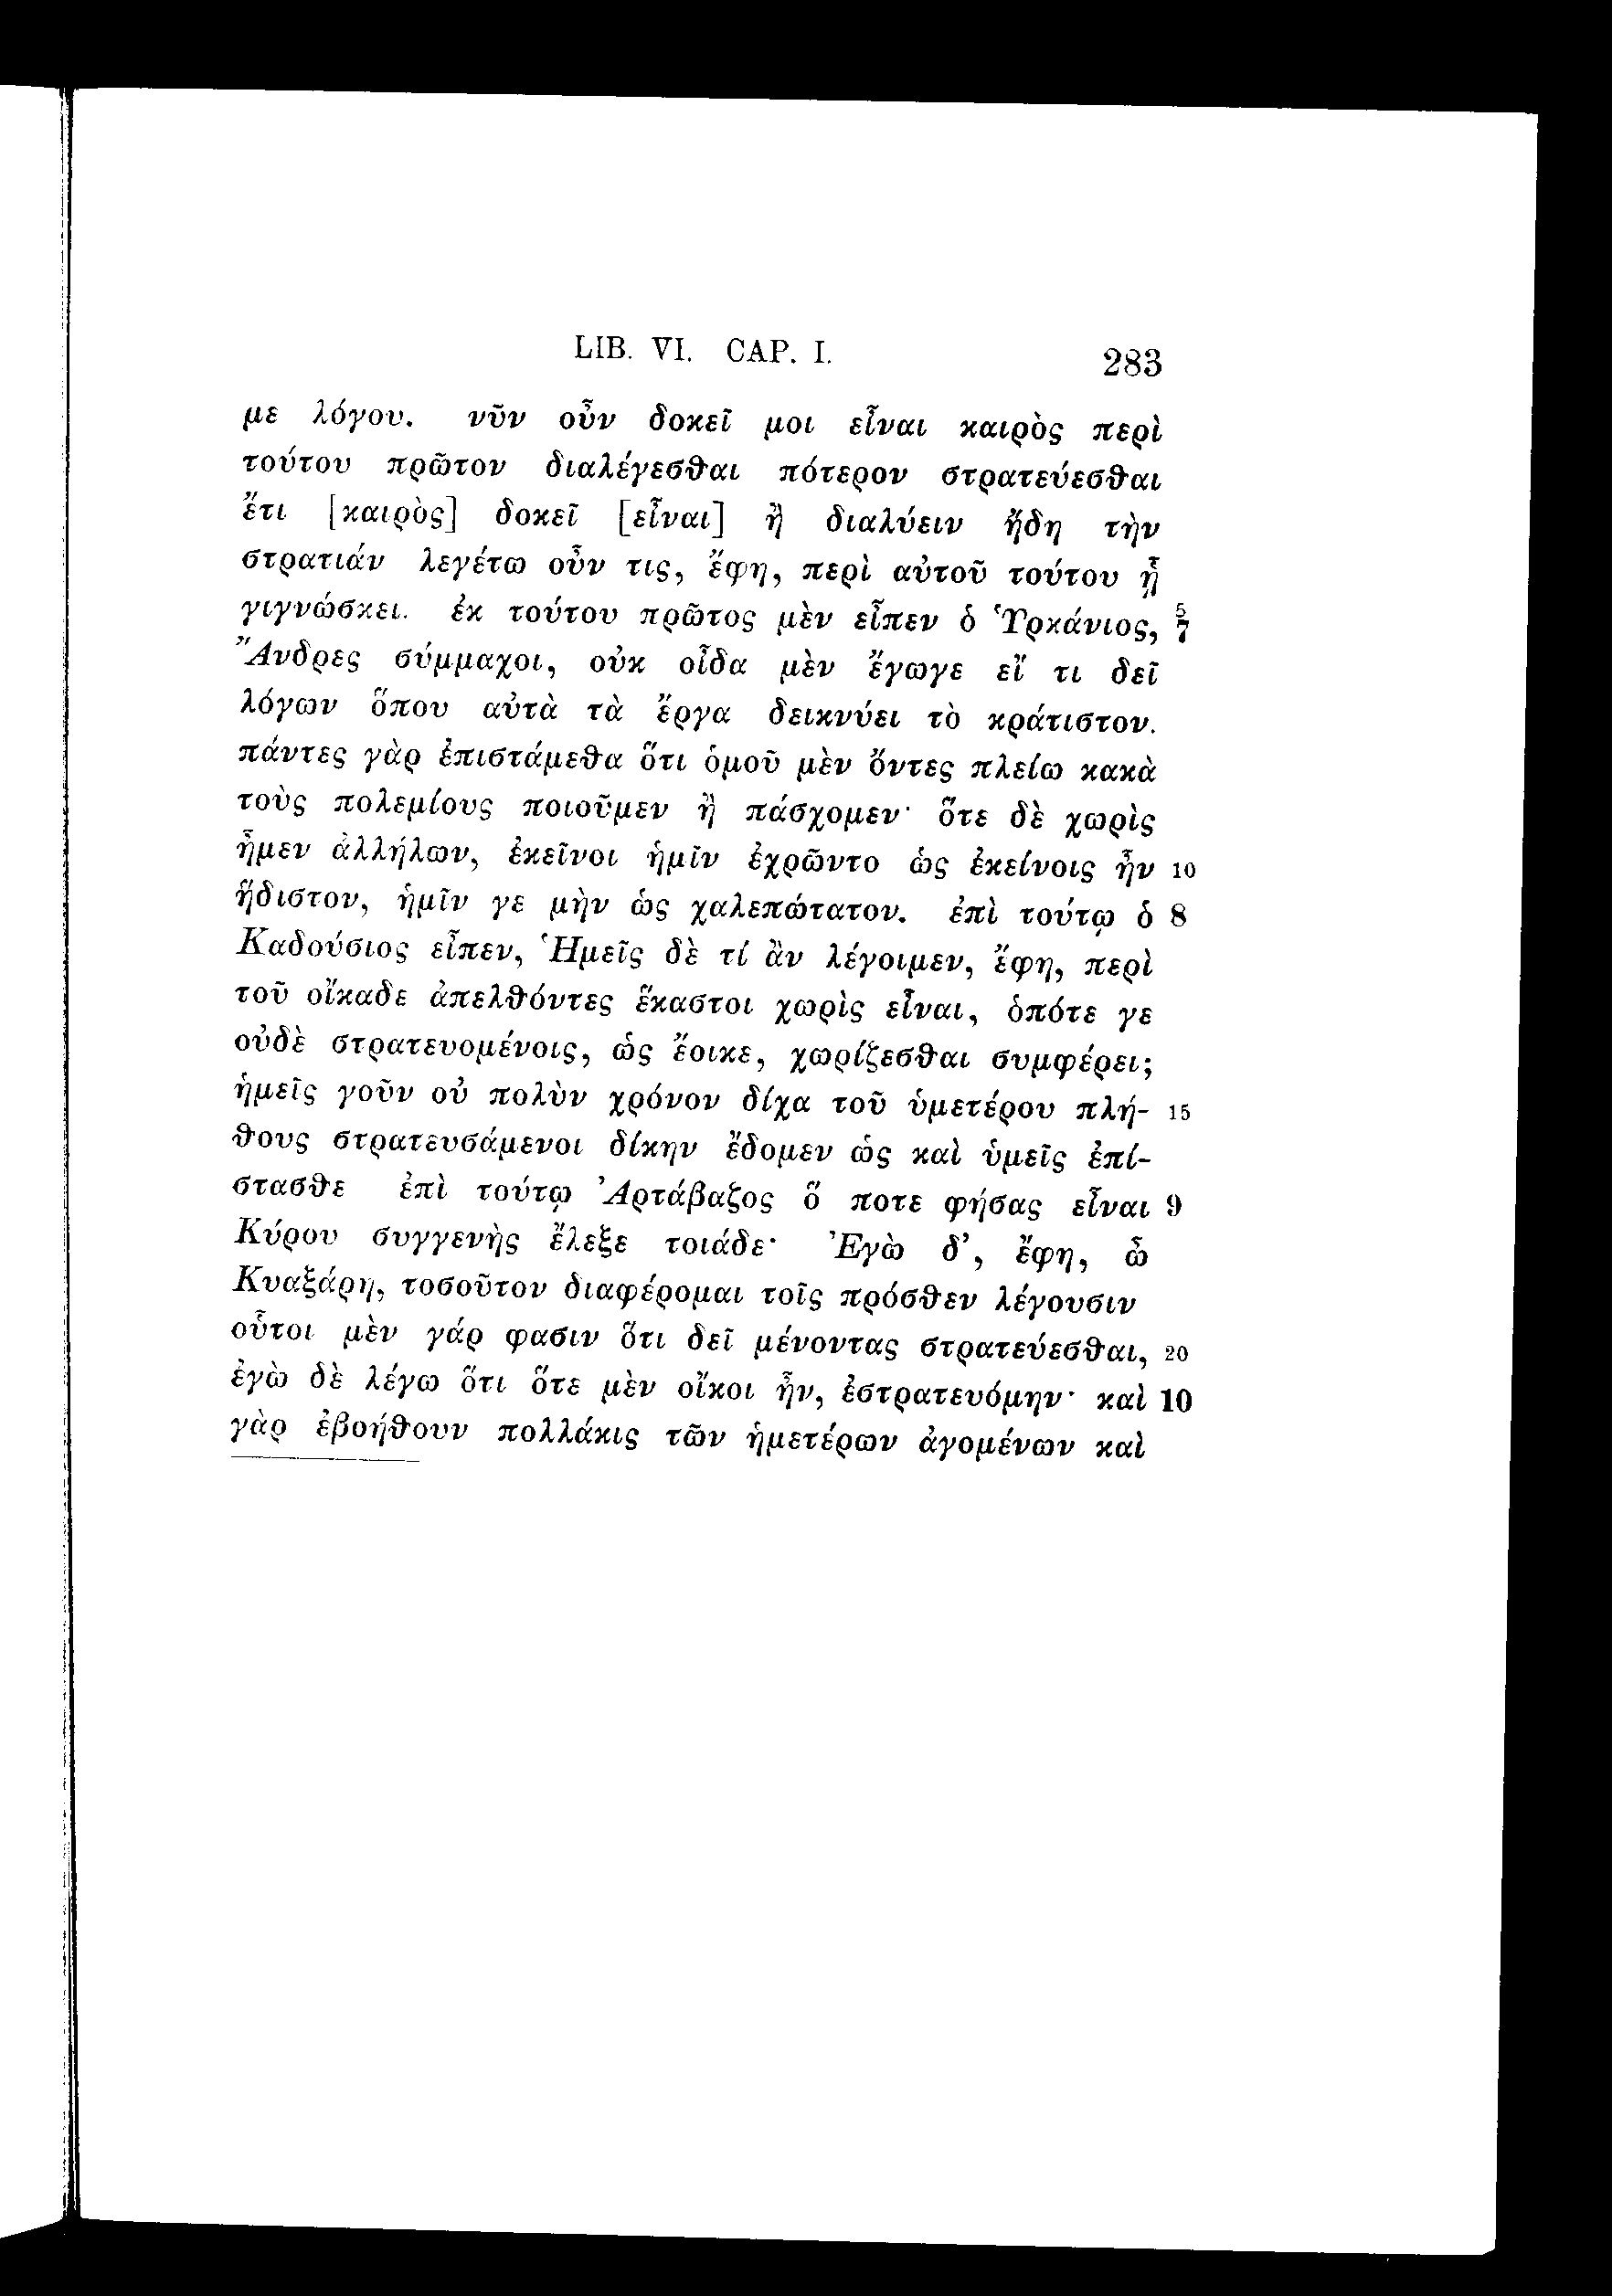 LIB. VI. CAP. I. 283
με λόγου. νῦν οὖν δοκεῖ μοι εἶναι καιρὸς περὶ
τούτου πρῶτον διαλέγεσθαι πότερον στρατεύεσθαι
ἔτι [καιρὸς] δοκεῖ [εἶναι] ἢ διαλύειν ἤδη τὴν
στρατιάν λεγέτω οὖν τις, ἔφη, περὶ αὐτοῦ τούτου ᾗ
γιγνώσκει. ἐκ τούτου πρῶτος μὲν εἶπεν ὁ Ὑρκάνιος, 5 7
Ἄνδρες σύμμαχοι, οὐκ οἶδα μὲν ἔγωγε εἴ τι δεῖ
λόγων ὅπου αὐτὰ τὰ ἔργα δεικνύει τὸ κράτιστον.
πάντες γὰρ ἐπιστάμεθα ὅτι ὁμοῦ μὲν ὄντες πλείω κακὰ
τοὺς πολεμίους ποιοῦμεν ἢ πάσχομεν· ὅτε δὲ χωρὶς
ἦμεν ἀλλήλων, ἐκεῖνοι ἡμῖν ἐχρῶντο ὡς ἐκείνοις ἦν 10
ἥδιστον, ἡμῖν γε μὴν ὡς χαλεπώτατον. ἐπὶ τούτῳ ὁ 8
Καδούσιος εἶπεν, Ἡμεῖς δὲ τί ἂν λέγοιμεν, ἔφη, περὶ
τοῦ οἴκαδε ἀπελθόντες ἕκαστοι χωρὶς εἶναι, ὁπότε γε
οὐδὲ στρατευομένοις, ὡς ἔοικε, χωρίζεσθαι συμφέρει;
ἡμεῖς γοῦν οὐ πολὺν χρόνον δίχα τοῦ ὑμετέρου πλή- 15
θους στρατευσάμενοι δίκην ἔδομεν ὡς καὶ ὑμεῖς ἐπί-
στασθε ἐπὶ τούτῳ Ἀρτάβαζος ὅ ποτε φήσας εἶναι 9
Κύρου συγγενὴς ἔλεξε τοιάδε· Ἐγὼ δ’, ἔφη, ὦ
Κυαξάρη, τοσοῦτον διαφέρομαι τοῖς πρόσθεν λέγουσιν
οὗτοι μὲν γάρ φασιν ὅτι δεῖ μένοντας στρατεύεσθαι, 20
ἐγὼ δὲ λέγω ὅτι ὅτε μὲν οἴκοι ἦν, ἐστρατευόμην· καὶ 10
γὰρ ἐβοήθουν πολλάκις τῶν ἡμετέρων ἀγομένων καὶ